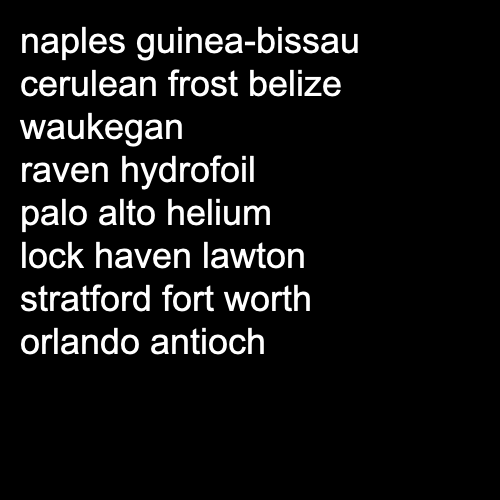 naples guinea-bissau
cerulean frost belize
waukegan
raven hydrofoil
palo alto helium
lock haven lawton
stratford fort worth
orlando antioch